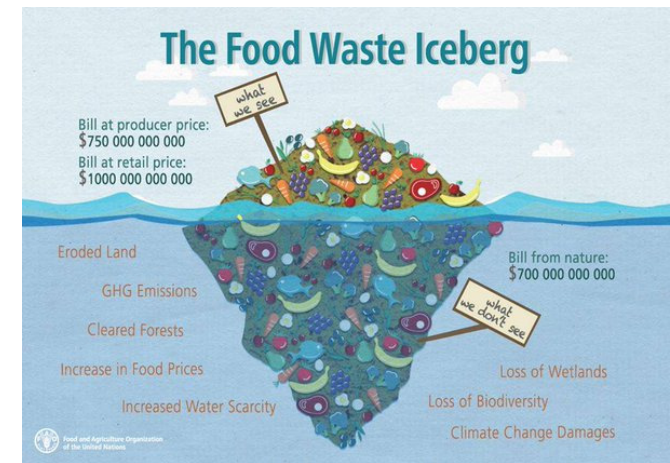 The Food Waste Iceberg
what
we see
Bill at producer price:
$750 000 000 000
Bill at retail price:
$1000 000 000 000
Eroded Land
GHG Emissions
Cleared Forests
Increase in Food Prices
Increased Water Scarcity
Bill from nature:
$700 000 000 000
what
we don't see
Loss of Wetlands
Loss of Biodiversity
Climate Change Damages
Food and Agriculture Organization
of the United Nations